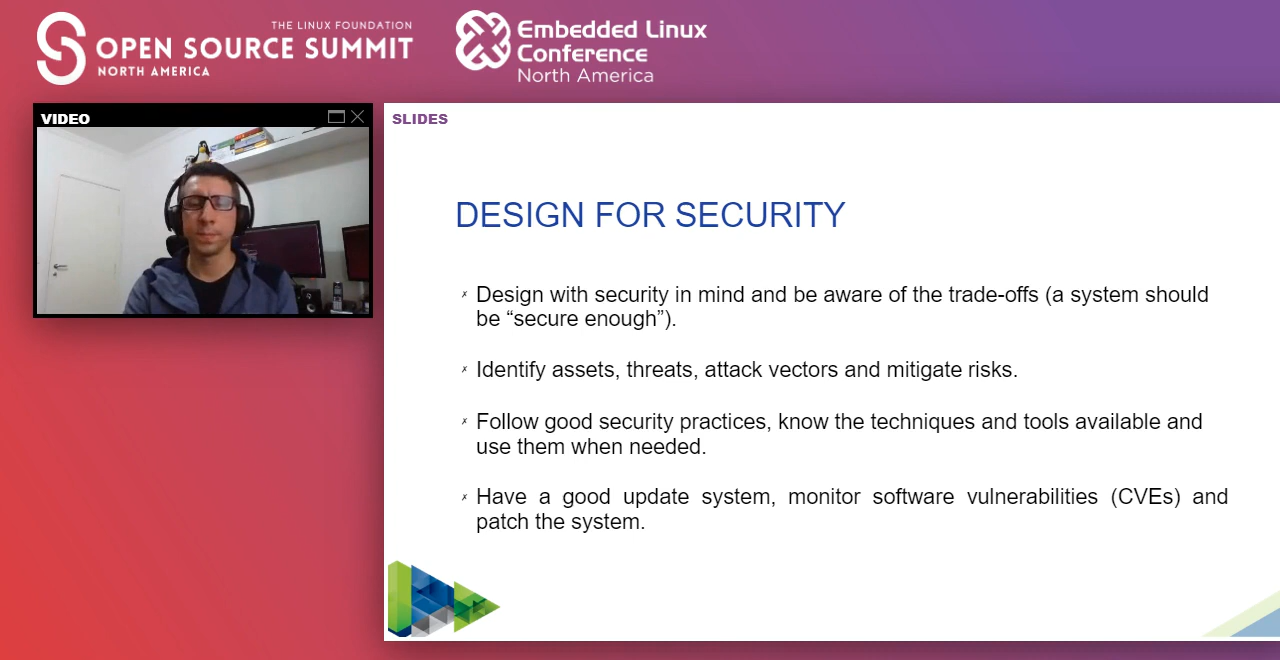 THE LINUX FOUNDATION
OPEN SOURCE SUMMIT
NORTH AMERICA
Embedded Linux
Conference
North America
VIDEO
SLIDES
DESIGN FOR SECURITY
✗ Design with security in mind and be aware of the trade-offs (a system should
be “secure enough”).
✗ Identify assets, threats, attack vectors and mitigate risks.
✗ Follow good security practices, know the techniques and tools available and
use them when needed.
✗ Have a good update system, monitor software vulnerabilities (CVEs) and
patch the system.